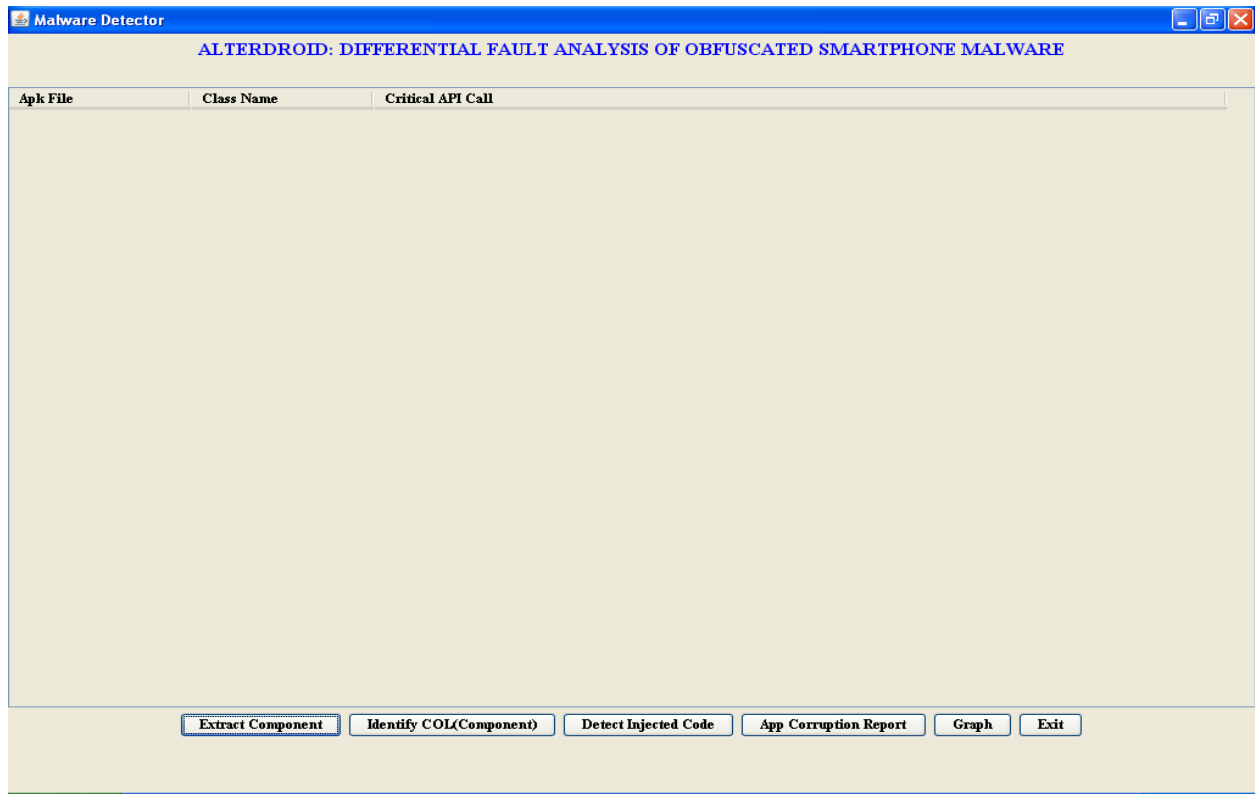 Malware Detector
ALTERDROID: DIFFERENTIAL FAULT ANALYSIS OF OBFUSCATED SMARTPHONE MALWARE
Apk File Class Name Critical API Call
Extract Component Identify COI(Component) Detect Injected Code App Corruption Report Graph Exit